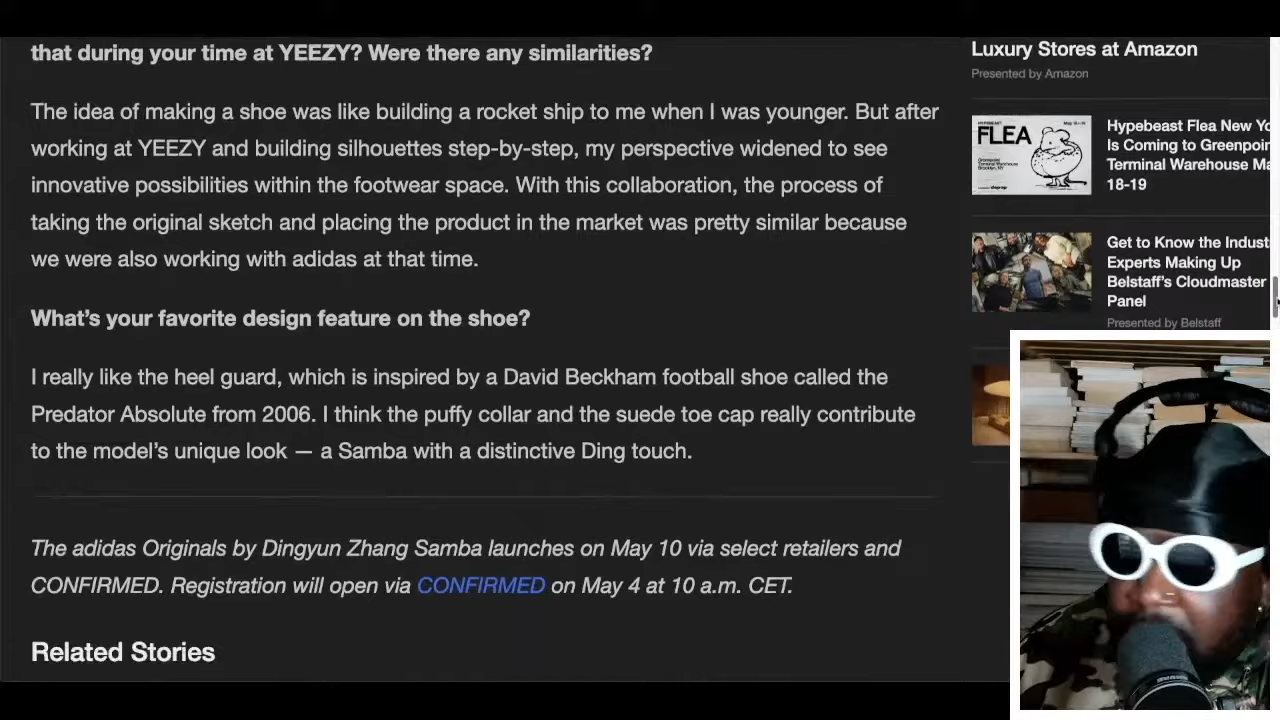 that during your time at YEEZY? Were there any similarities?
The idea of making a shoe was like building a rocket ship to me when I was younger. But after
working at YEEZY and building silhouettes step-by-step, my perspective widened to see
innovative possibilities within the footwear space. With this collaboration, the process of
taking the original sketch and placing the product in the market was pretty similar because
we were also working with adidas at that time.
What’s your favorite design feature on the shoe?
I really like the heel guard, which is inspired by a David Beckham football shoe called the
Predator Absolute from 2006. I think the puffy collar and the suede toe cap really contribute
to the model’s unique look — a Samba with a distinctive Ding touch.
The adidas Originals by Dingyun Zhang Samba launches on May 10 via select retailers and
CONFIRMED. Registration will open via CONFIRMED on May 4 at 10 a.m. CET.
Related Stories
Luxury Stores at Amazon
Presented by Amazon
FLEA
Hypebeast Flea New Yo
Is Coming to Greenpoin
Terminal Warehouse Ma
18-19
Get to Know the Indust
Experts Making Up
Belstaff’s Cloudmaster
Panel
Presented by Belstaff